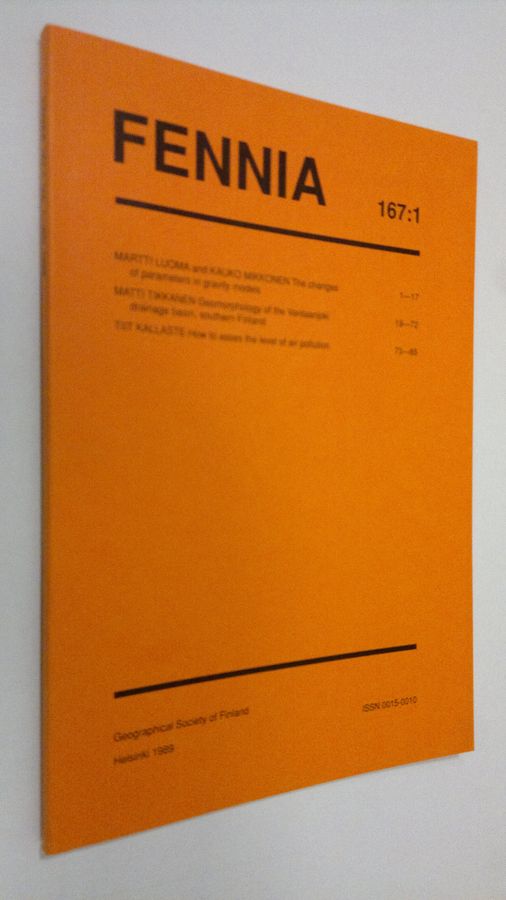 FENNIA
167:1
MARTTI LUOMA and KAUKO MIKKONEN The changes
of parameters in gravity models 1—17
MATTI TIKKANEN Geomorphology of the Vantaanjoki
drainage basin, southern Finland 19—72
TIIT KALLASTE How to asses the level of air pollution 73—
Geographical Society of Finland
ISSN 0015-0010
Helsinki 1989